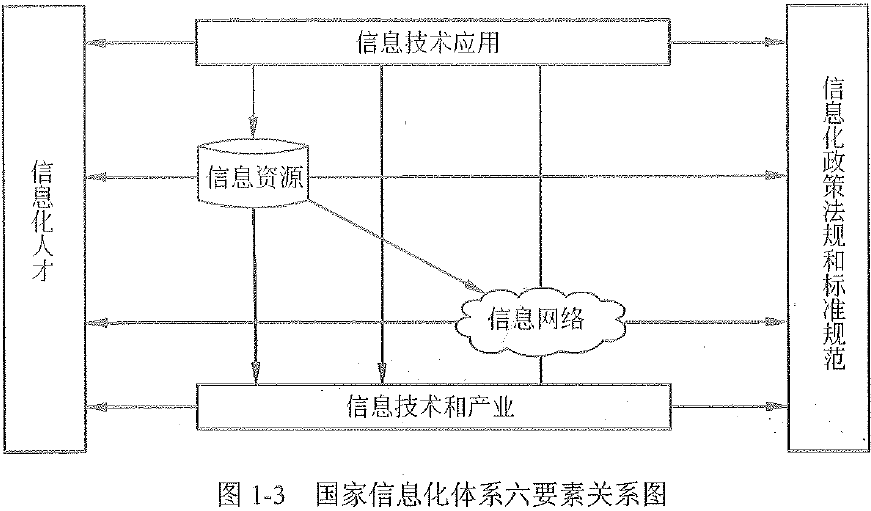 信息技术应用
信息化人才
信息资源
信息化政策法规和标准规范
信息网络
信息技术和产业
图 1-3 国家信息化体系六要素关系图